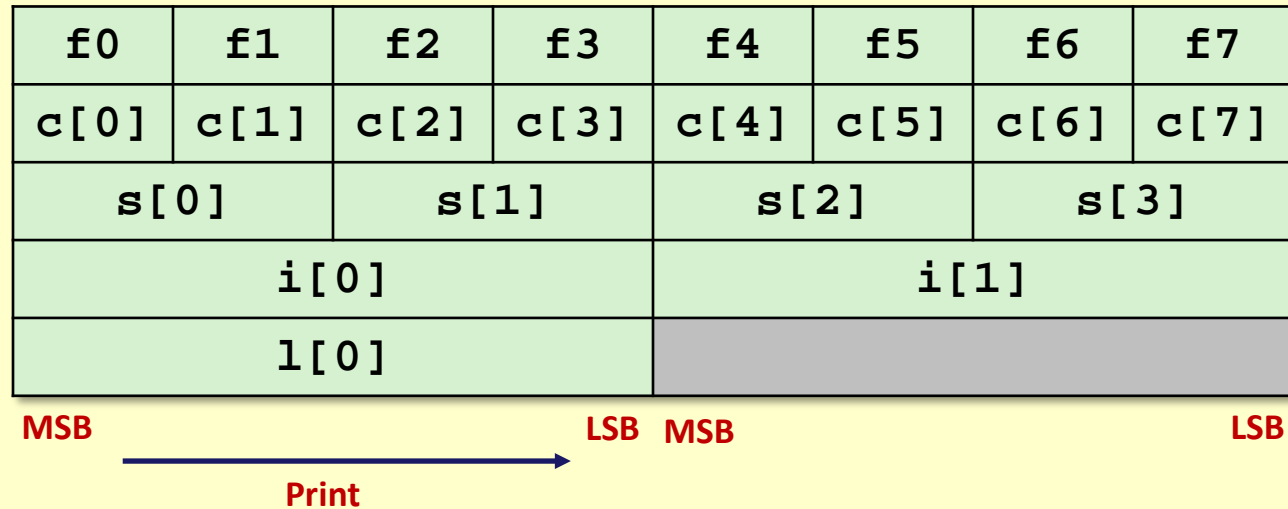 f0 f1 f2 f3 f4 f5 f6 f7
c[0] c[1] c[2] c[3] c[4] c[5] c[6] c[7]
s[0] s[1] s[2] s[3]
i[0] i[1]
l[0]
MSB LSB MSB LSB
Print